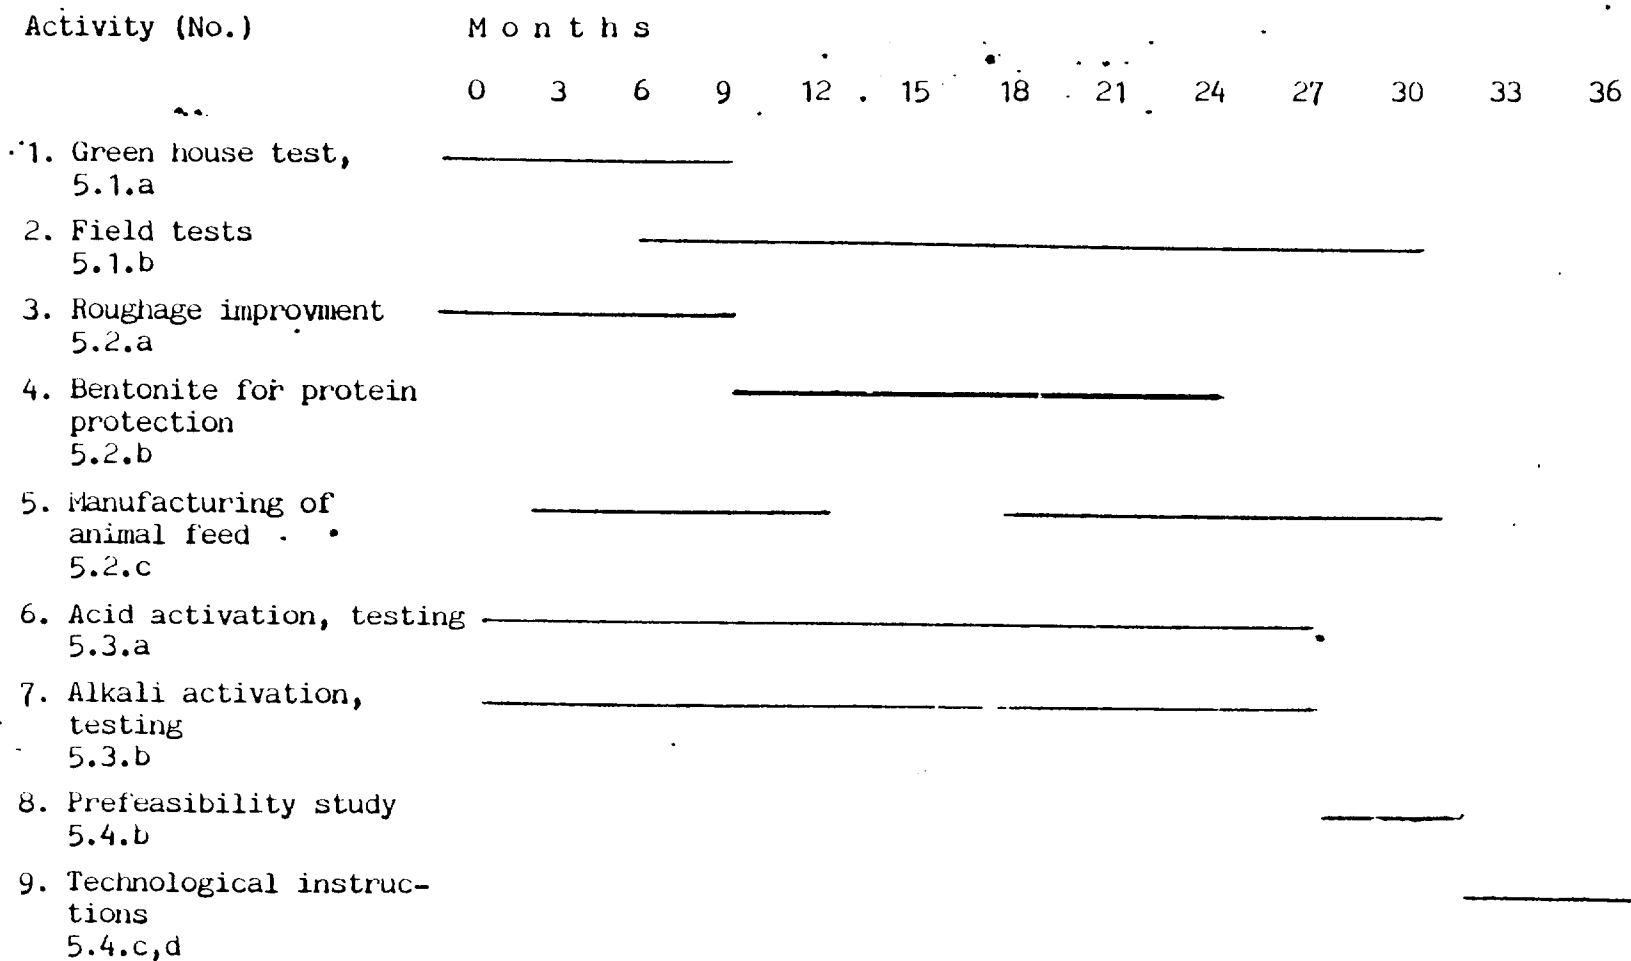 Activity (No.) M o n t h s
0 3 6 9 12 15 18 21 24 27 30 33 36
1. Green house test,
5.1.a
2. Field tests
5.1.b
3. Roughage improvment
5.2.a
4. Bentonite for protein
protection
5.2.b
5. Manufacturing of
animal feed
5.2.c
6. Acid activation, testing
5.3.a
7. Alkali activation,
testing
5.3.b
8. Prefeasibility study
5.4.b
9. Technological instruc-
tions
5.4.c,d